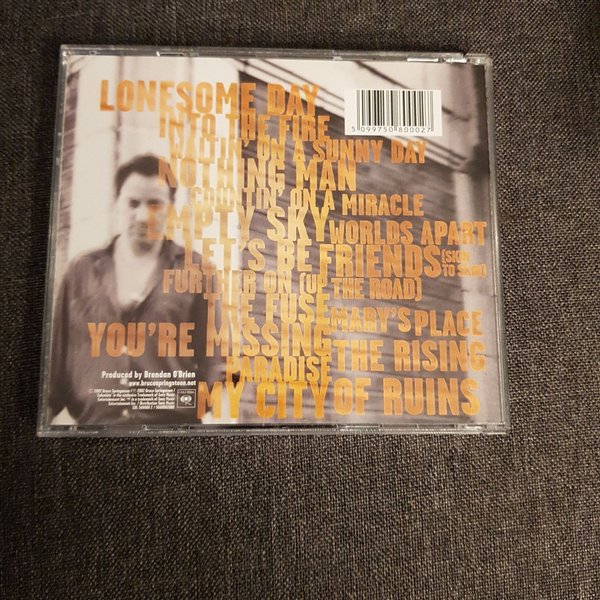 LONESOME DAY
INTO THE FIRE
WAITIN' ON A SUNNY DAY
NOTHING MAN
COUNTIN' ON A MIRACLE
EMPTY SKY
WORLDS APART
LET'S BE FRIENDS (SKIN TO SKIN)
FURTHER ON (UP THE ROAD)
THE FUSE
MARY'S PLACE
YOU'RE MISSING
THE RISING
PARADISE
MY CITY OF RUINS
5 099750 800027
Produced by Brendan O'Brien
www.brucespringsteen.net